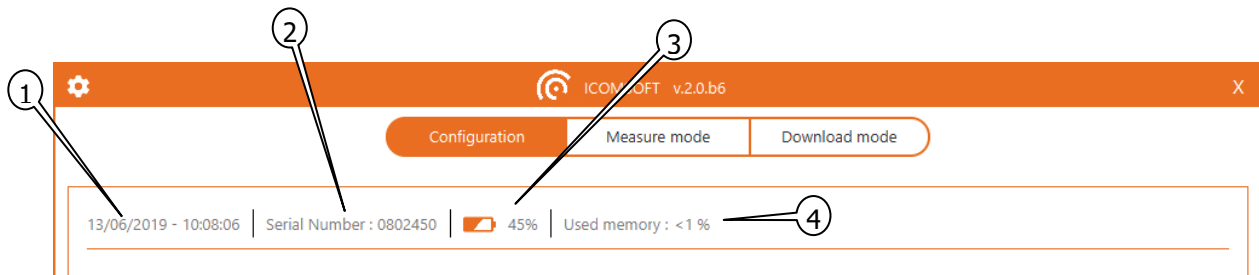 2
3
1
ICOMSOFT v.2.0.b6 X
Configuration Measure mode Download mode
13/06/2019 - 10:08:06 Serial Number : 0802450 45% Used memory : <1 % 4